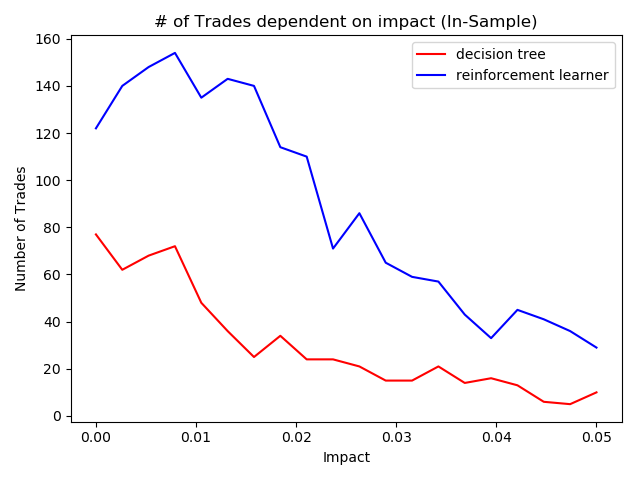 # of Trades dependent on impact (In-Sample)
decision tree
reinforcement learner
Number of Trades
160
140
120
100
80
60
40
20
0
0.00 0.01 0.02 0.03 0.04 0.05
Impact